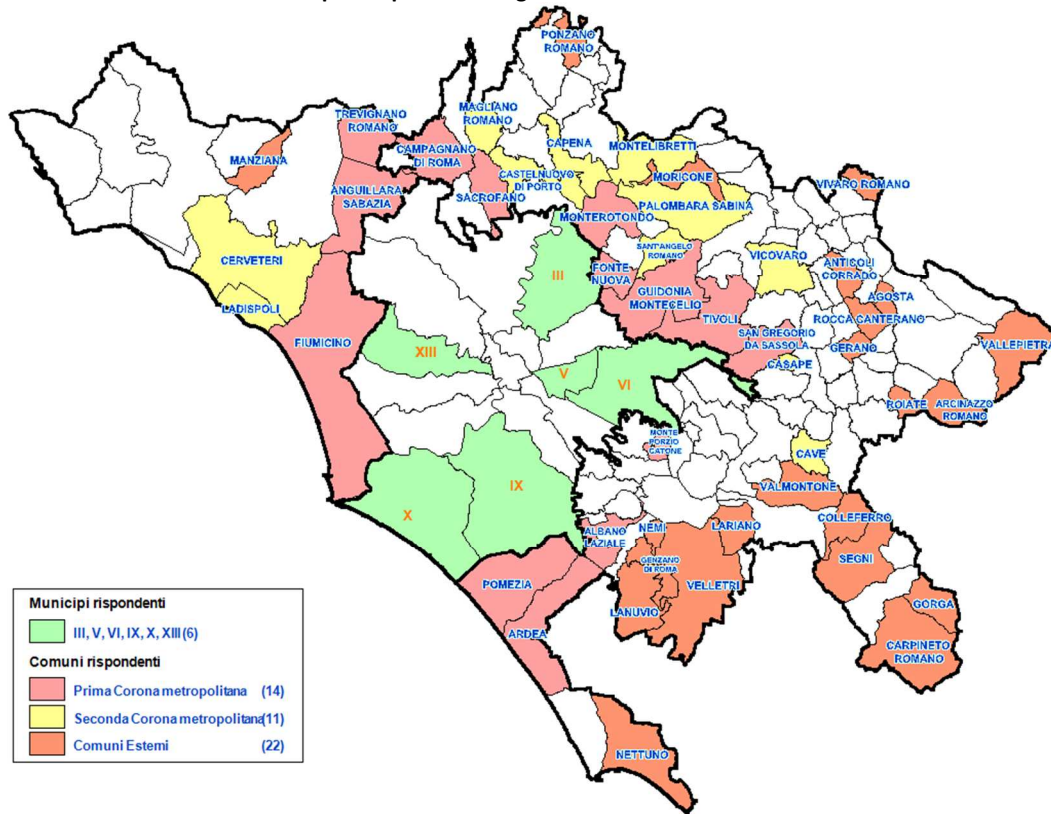 PONZANO
ROMANO
TREVIGNANO
ROMANO
MAGLIANO
ROMANO
MANZIANA
CAMPAGNANO
DI ROMA
CAPENA
MONTELIBRETTI
CASTELNUOVO
DI PORTO
MORICONE
VIVARO ROMANO
ANGUILLARA
SABAZIA
SACROFANO
PALOMBARA SABINA
MONTEROTONDO
SANT'ANGELO
ROMANO
CERVETERI
VICOVARO
ANTICOLI
CORRADO
III
FONTE
NUOVA
AGOSTA
GUIDONIA
MONTECELIO
LADISPOLI
FIUMICINO
TIVOLI
ROCCA CANTERANO
SAN GREGORIO
DA SASSOLA
GERANO
VALLEPIETRA
XIII
CASAPE
V
VI
ROIATE
ARCINAZZO
ROMANO
MONTE
PORZIO
CATONE
CAVE
VALMONTONE
IX
X
COLLEFERRO
ALBANO
LAZIALE
NEMI
LARIANO
SEGNI
GENZANO
DI ROMA
POMEZIA
VELLETRI
LANUVIO
GORGA
ARDEA
CARPINETO
ROMANO
NETTUNO
Municipi rispondenti
III, V, VI, IX, X, XIII (6)
Comuni rispondenti
Prima Corona metropolitana (14)
Seconda Corona metropolitana (11)
Comuni Esterni (22)